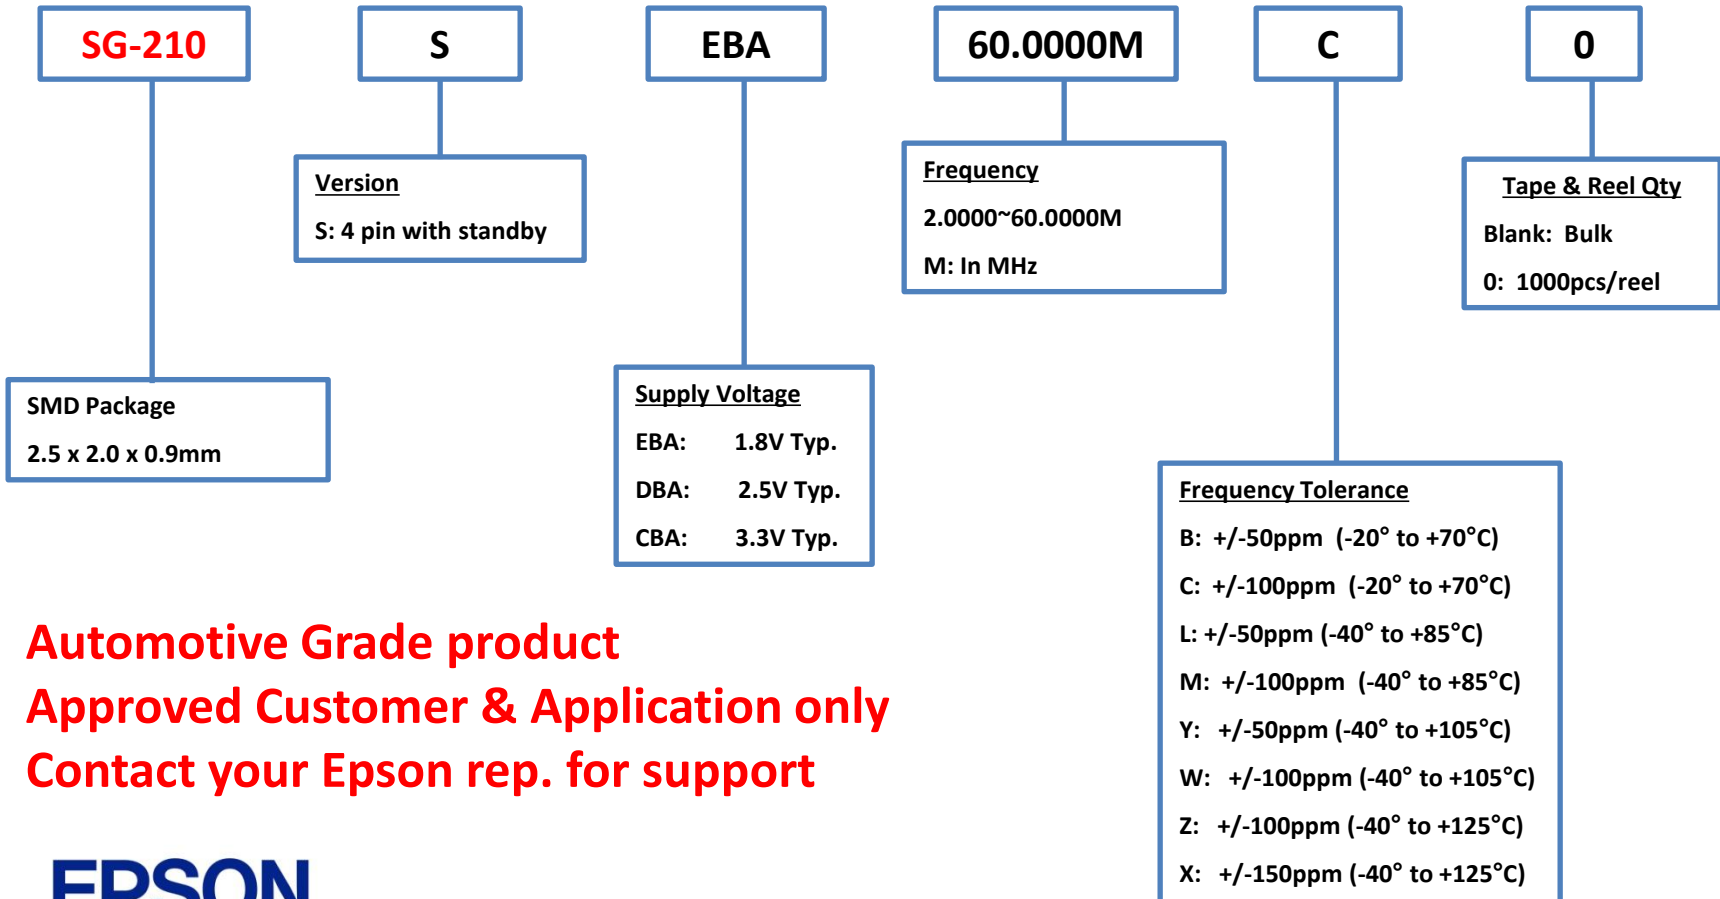 SG-210
S
EBA
60.0000M
C
0
Version
S: 4 pin with standby
Frequency
2.0000~60.0000M
M: In MHz
Tape & Reel Qty
Blank: Bulk
0: 1000pcs/reel
SMD Package
2.5 x 2.0 x 0.9mm
Supply Voltage
EBA: 1.8V Typ.
DBA: 2.5V Typ.
CBA: 3.3V Typ.
Frequency Tolerance
B: +/-50ppm (-20° to +70°C)
C: +/-100ppm (-20° to +70°C)
L: +/-50ppm (-40° to +85°C)
M: +/-100ppm (-40° to +85°C)
Y: +/-50ppm (-40° to +105°C)
W: +/-100ppm (-40° to +105°C)
Z: +/-100ppm (-40° to +125°C)
X: +/-150ppm (-40° to +125°C)
Automotive Grade product
Approved Customer & Application only
Contact your Epson rep. for support
EPSON